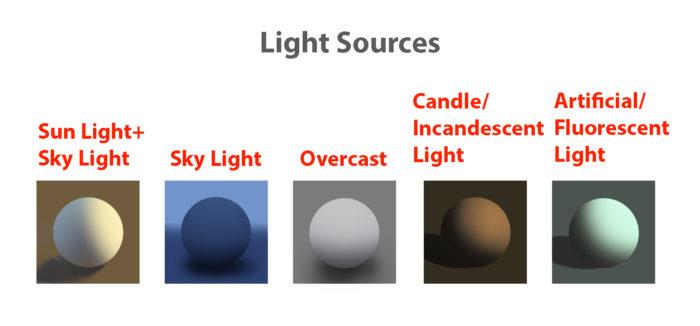 Light Sources
Sun Light+
Sky Light
Sky Light
Overcast
Candle/
Incandescent
Light
Artificial/
Fluorescent
Light